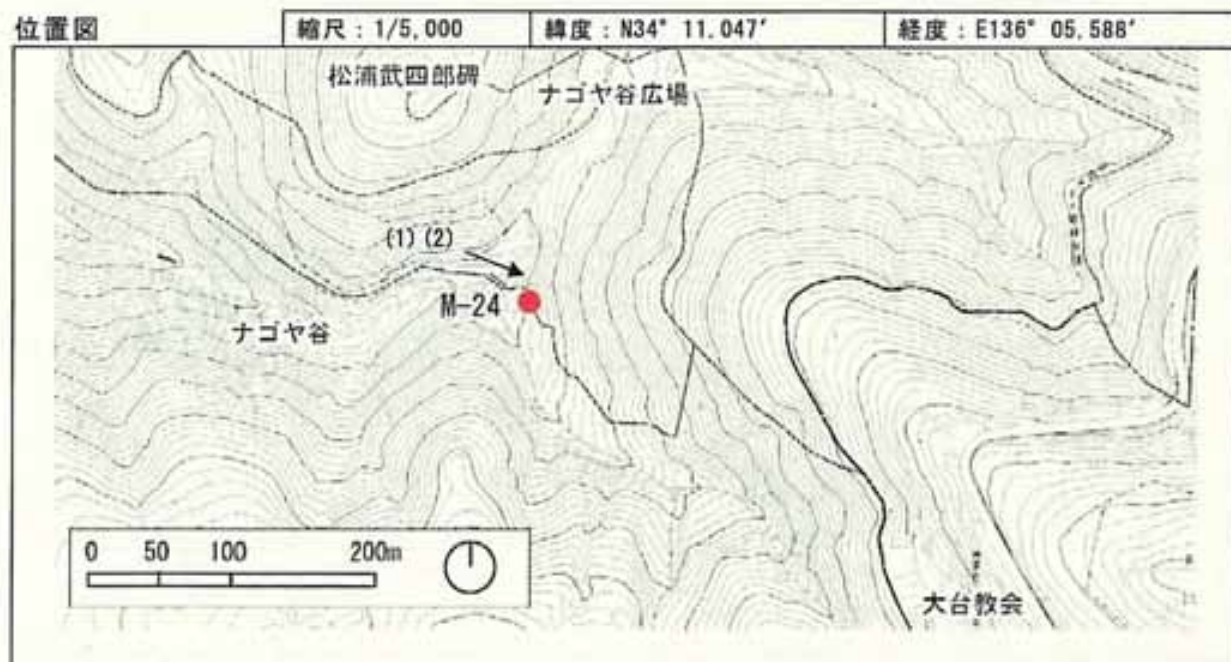 位置図
縮尺：1/5,000
緯度：N34° 11.047′
経度：E136° 05.588′
松浦武四郎碑
ナゴヤ谷広場
(1) (2)
M-24
ナゴヤ谷
0 50 100 200m
大台教会